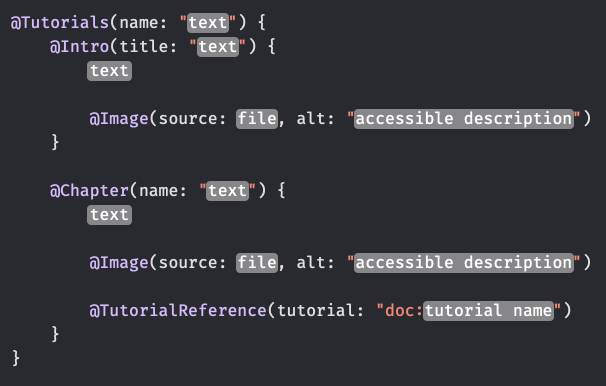 @Tutorials(name: "text") {
    @Intro(title: "text") {
        text

        @Image(source: file, alt: "accessible description")
    }

    @Chapter(name: "text") {
        text

        @Image(source: file, alt: "accessible description")

        @TutorialReference(tutorial: "doc:tutorial name")
    }
}